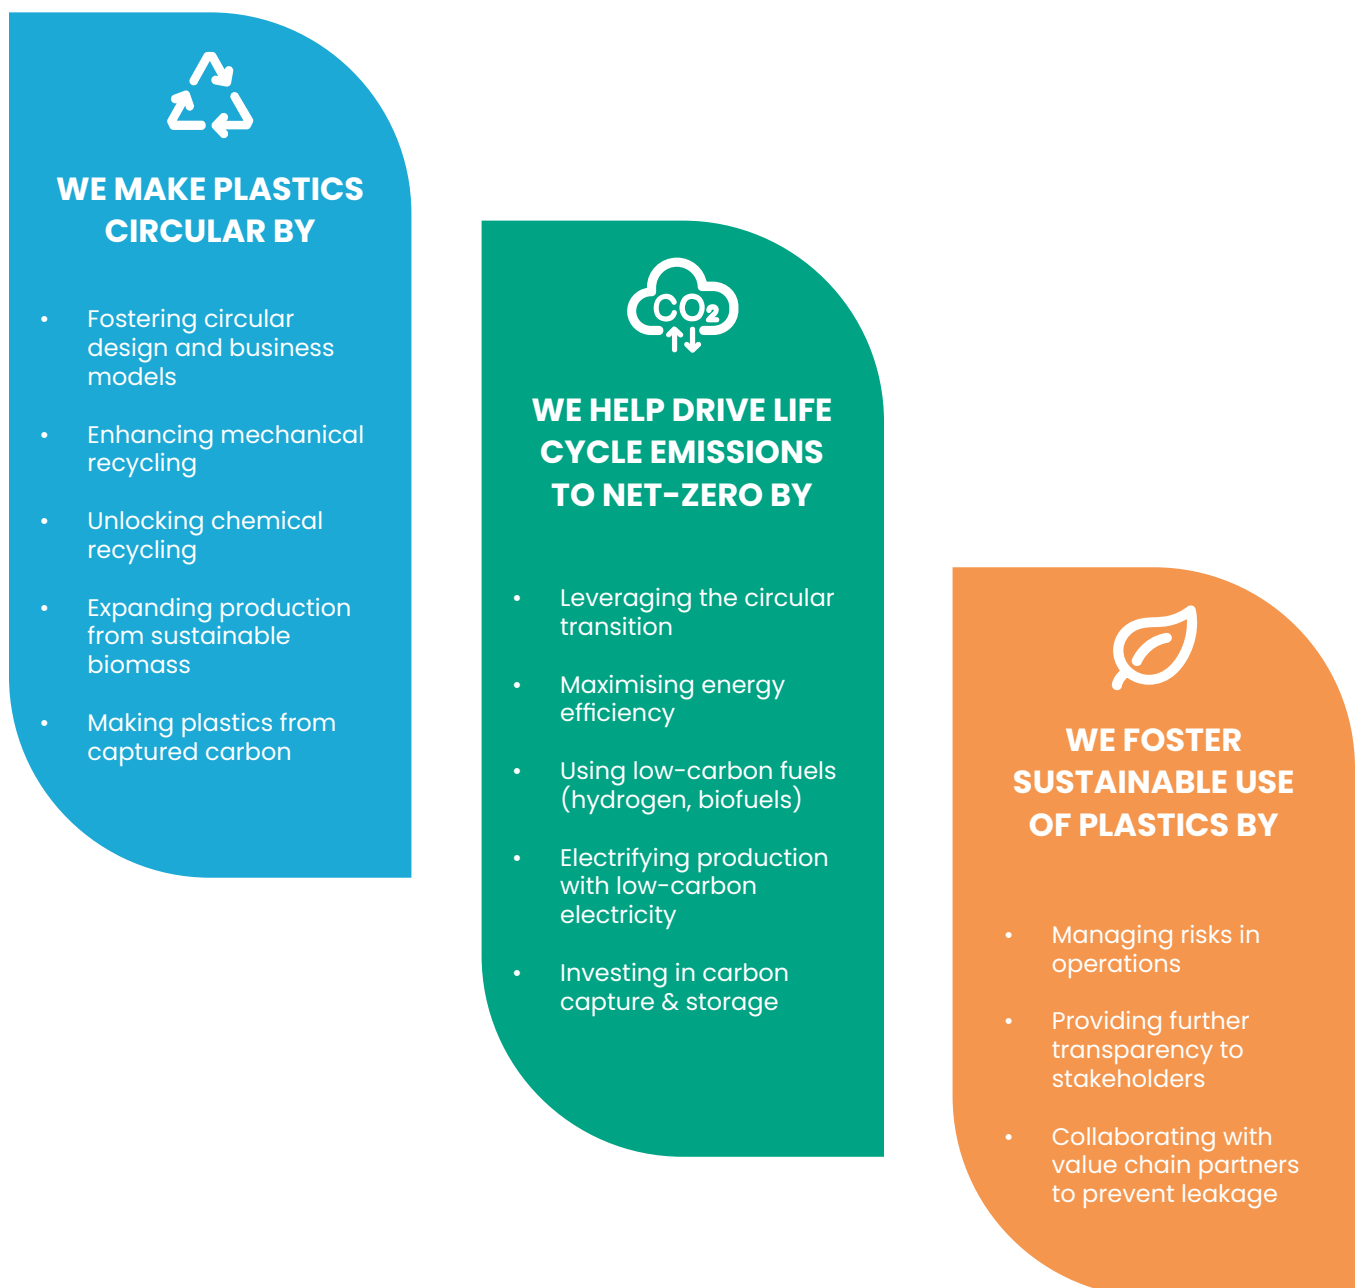 WE MAKE PLASTICS
CIRCULAR BY
• Fostering circular
design and business
models
• Enhancing mechanical
recycling
• Unlocking chemical
recycling
• Expanding production
from sustainable
biomass
• Making plastics from
captured carbon
CO₂
WE HELP DRIVE LIFE
CYCLE EMISSIONS
TO NET-ZERO BY
• Leveraging the circular
transition
• Maximising energy
efficiency
• Using low-carbon fuels
(hydrogen, biofuels)
• Electrifying production
with low-carbon
electricity
• Investing in carbon
capture & storage
WE FOSTER
SUSTAINABLE USE
OF PLASTICS BY
• Managing risks in
operations
• Providing further
transparency to
stakeholders
• Collaborating with
value chain partners
to prevent leakage